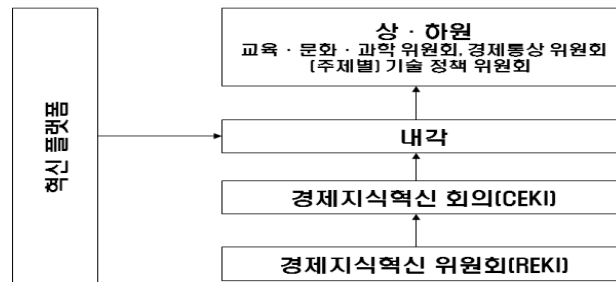 혁신 플랫폼
상 · 하원
교육 · 문화 · 과학 위원회, 경제통상 위원회
(주제별) 기술 정책 위원회
내각
경제지식혁신 회의(CEKI)
경제지식혁신 위원회(REKI)